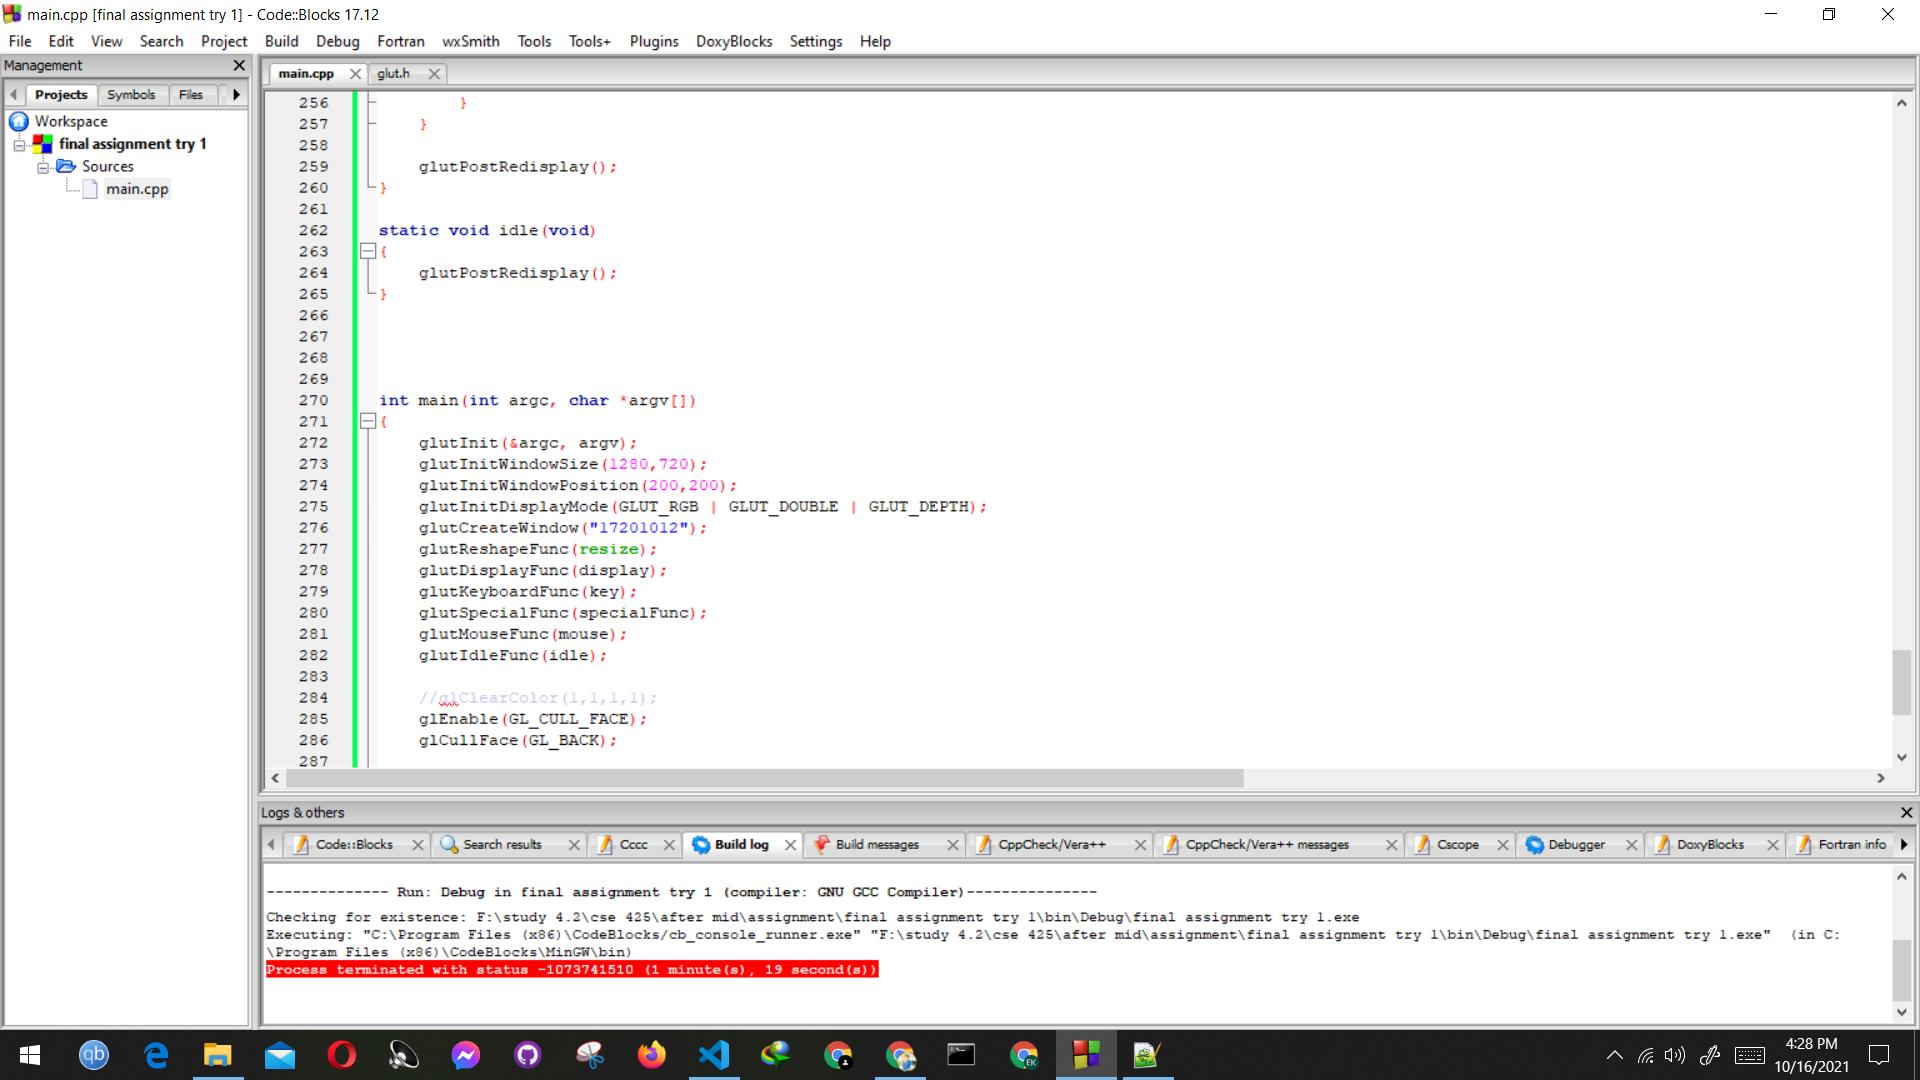 main.cpp [final assignment try 1] - Code::Blocks 17.12
File Edit View Search Project Build Debug Fortran wxSmith Tools Tools+ Plugins DoxyBlocks Settings Help
Management
Projects Symbols Files
Workspace
final assignment try 1
Sources
main.cpp
main.cpp glut.h
256 }
257 }
258
259 glutPostRedisplay();
260 }
261
262 static void idle(void)
263 {
264 glutPostRedisplay();
265 }
266
267
268
269
270 int main(int argc, char *argv[])
271 {
272 glutInit(&argc, argv);
273 glutInitWindowSize(1280,720);
274 glutInitWindowPosition(200,200);
275 glutInitDisplayMode(GLUT_RGB | GLUT_DOUBLE | GLUT_DEPTH);
276 glutCreateWindow("17201012");
277 glutReshapeFunc(resize);
278 glutDisplayFunc(display);
279 glutKeyboardFunc(key);
280 glutSpecialFunc(specialFunc);
281 glutMouseFunc(mouse);
282 glutIdleFunc(idle);
283
284 //glClearColor(1,1,1,1);
285 glEnable(GL_CULL_FACE);
286 glCullFace(GL_BACK);
287
Logs & others
Code::Blocks Search results Cccc Build log Build messages CppCheck/Vera++ CppCheck/Vera++ messages Cscope Debugger DoxyBlocks Fortran info
-------------- Run: Debug in final assignment try 1 (compiler: GNU GCC Compiler)---------------
Checking for existence: F:\study 4.2\cse 425\after mid\assignment\final assignment try 1\bin\Debug\final assignment try 1.exe
Executing: "C:\Program Files (x86)\CodeBlocks/cb_console_runner.exe" "F:\study 4.2\cse 425\after mid\assignment\final assignment try 1\bin\Debug\final assignment try 1.exe"  (in C:
\Program Files (x86)\CodeBlocks\MinGW\bin)
Process terminated with status -1073741510 (1 minute(s), 19 second(s))
qb
EK
4:28 PM
10/16/2021